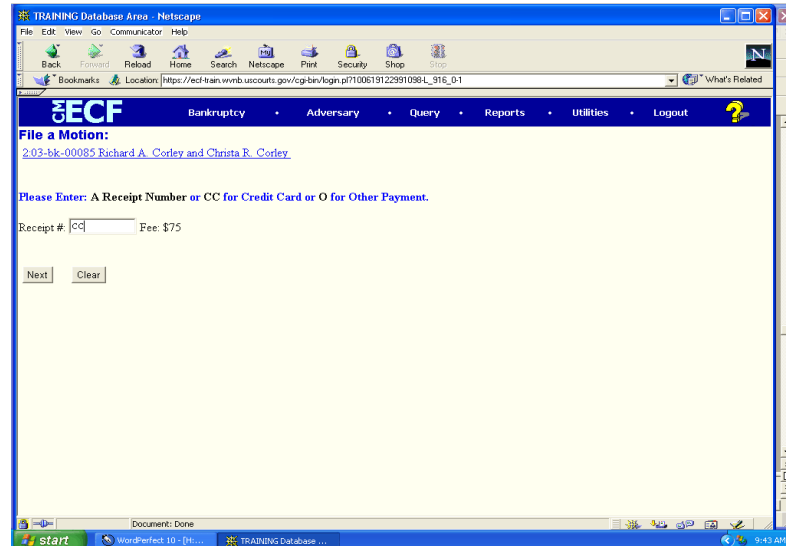 TRAINING Database Area - Netscape
File Edit View Go Communicator Help
Back Forward Reload Home Search Netscape Print Security Shop Stop
N
Bookmarks Location: https://ecf-train.wvnb.uscourts.gov/cgi-bin/login.pl?100619122991098-L_916_0-1 What's Related
CM ECF Bankruptcy • Adversary • Query • Reports • Utilities • Logout ?
File a Motion:
2:03-bk-00085 Richard A. Corley and Christa R. Corley
Please Enter: A Receipt Number or CC for Credit Card or O for Other Payment.
Receipt #: cc Fee: $75
Next Clear
Document: Done
start WordPerfect 10 - [H:... TRAINING Database ... 9:43 AM